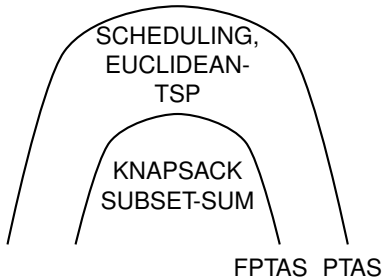 SCHEDULING,
EUCLIDEAN-
TSP
KNAPSACK
SUBSET-SUM
FPTAS PTAS